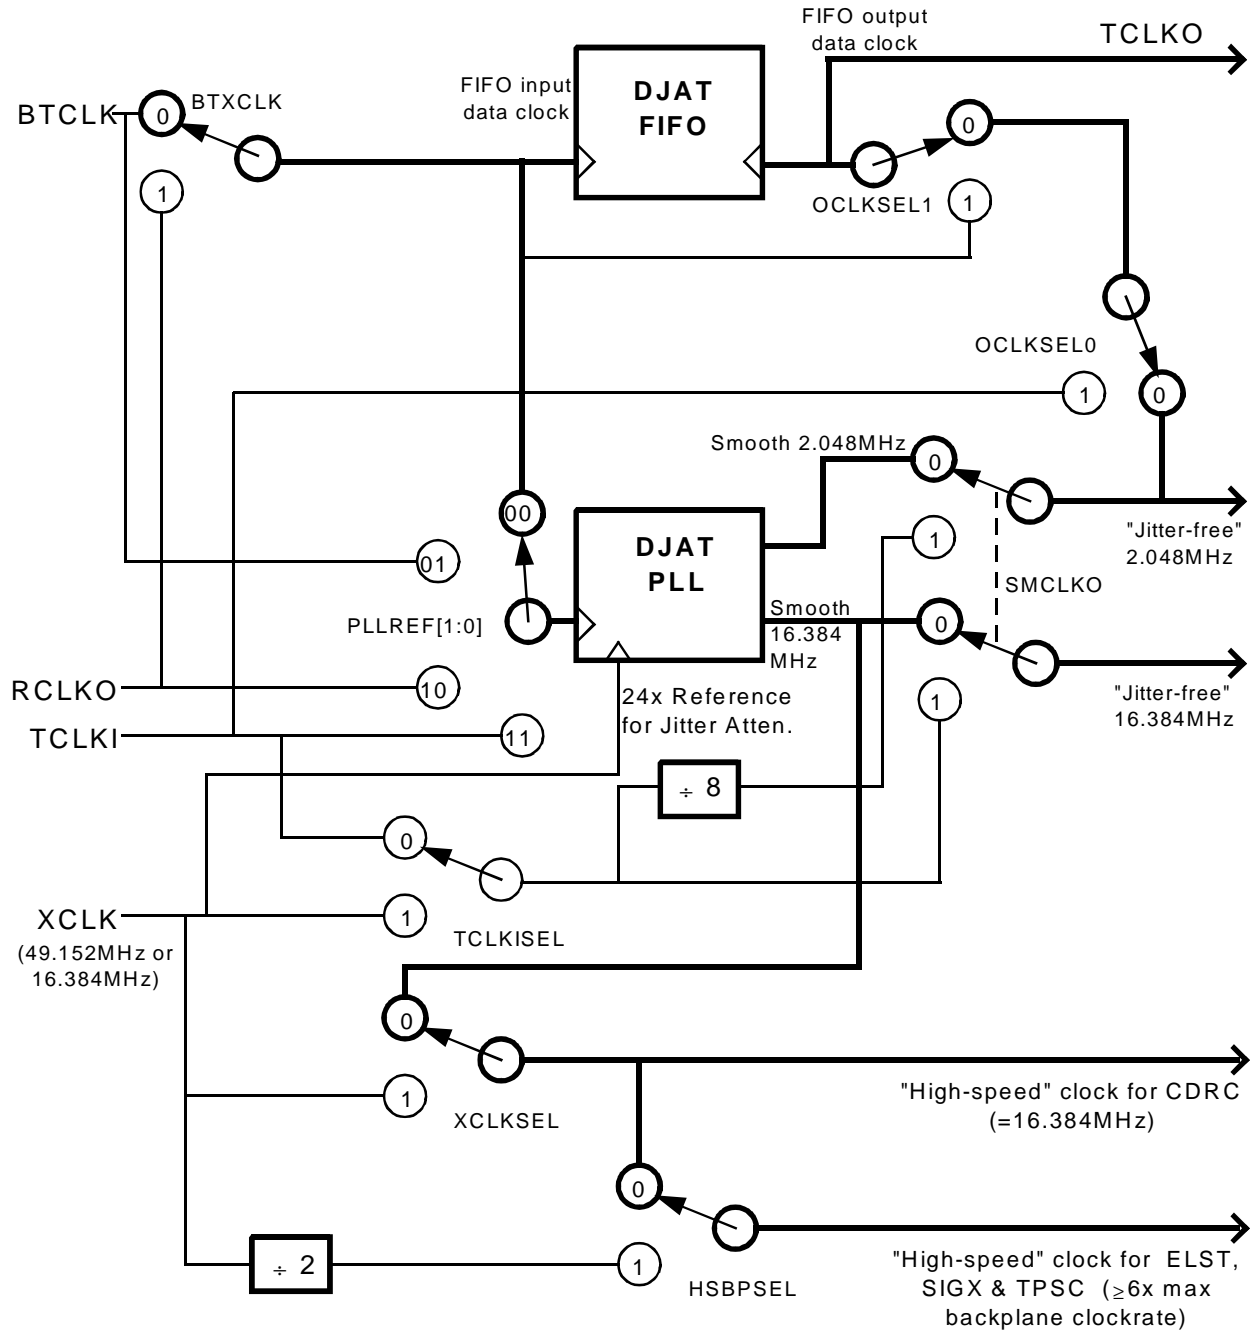 FIFO output
data clock
TCLKO
FIFO input
data clock
DJAT
FIFO
BTCLK
0
BTXCLK
0
1
OCLKSEL1
1
OCLKSEL0
1
0
Smooth 2.048MHz
0
00
DJAT
PLL
"Jitter-free"
2.048MHz
01
1
SMCLKO
PLLREF[1:0]
Smooth
16.384
MHz
0
RCLKO
10
24x Reference
for Jitter Atten.
1
"Jitter-free"
16.384MHz
TCLKI
11
÷ 8
0
XCLK
(49.152MHz or
16.384MHz)
1
TCLKISEL
0
1
XCLKSEL
"High-speed" clock for CDRC
(=16.384MHz)
0
÷ 2
1
HSBPSEL
"High-speed" clock for ELST,
SIGX & TPSC (≥6x max
backplane clockrate)